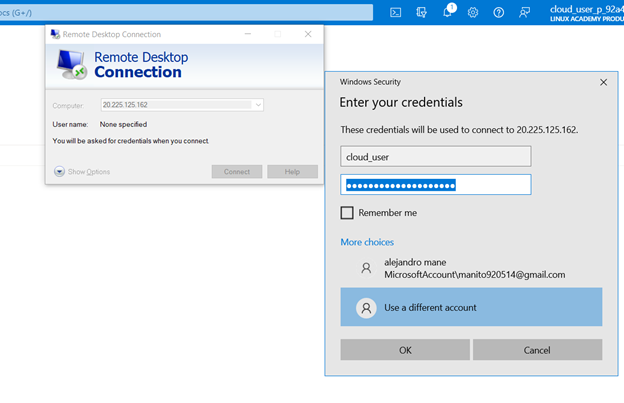 ocs (G+/)
1
cloud_user_p_92a4
LINUX ACADEMY PRODU
Remote Desktop Connection
Remote Desktop
Connection
Computer:
20.225.125.162
User name:
None specified
You will be asked for credentials when you connect.
Show Options
Connect
Help
Windows Security
Enter your credentials
These credentials will be used to connect to 20.225.125.162.
cloud_user
Remember me
More choices
alejandro mane
MicrosoftAccount\manito920514@gmail.com
Use a different account
OK
Cancel